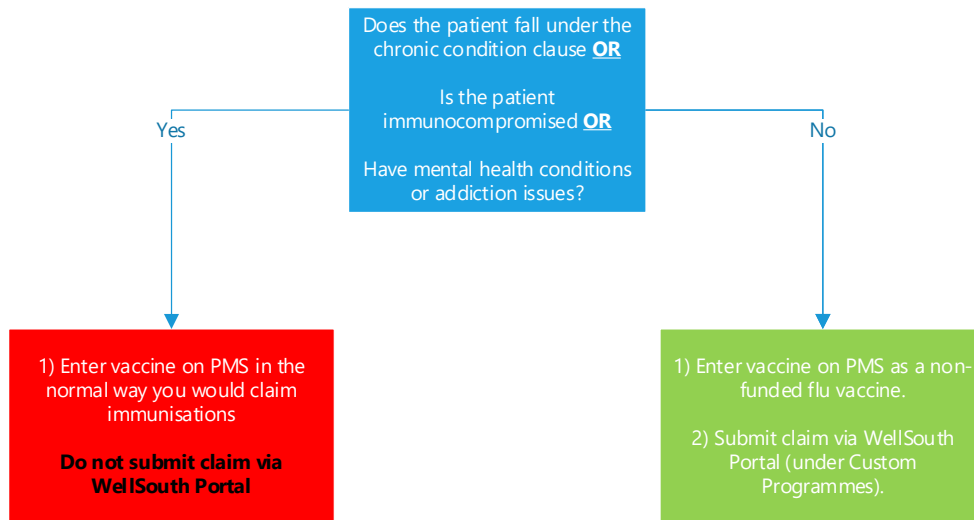 Does the patient fall under the
chronic condition clause OR
Is the patient
immunocompromised OR
Have mental health conditions
or addiction issues?
Yes
No
1) Enter vaccine on PMS in the
normal way you would claim
immunisations
Do not submit claim via
WellSouth Portal
1) Enter vaccine on PMS as a non-
funded flu vaccine.
2) Submit claim via WellSouth
Portal (under Custom
Programmes).